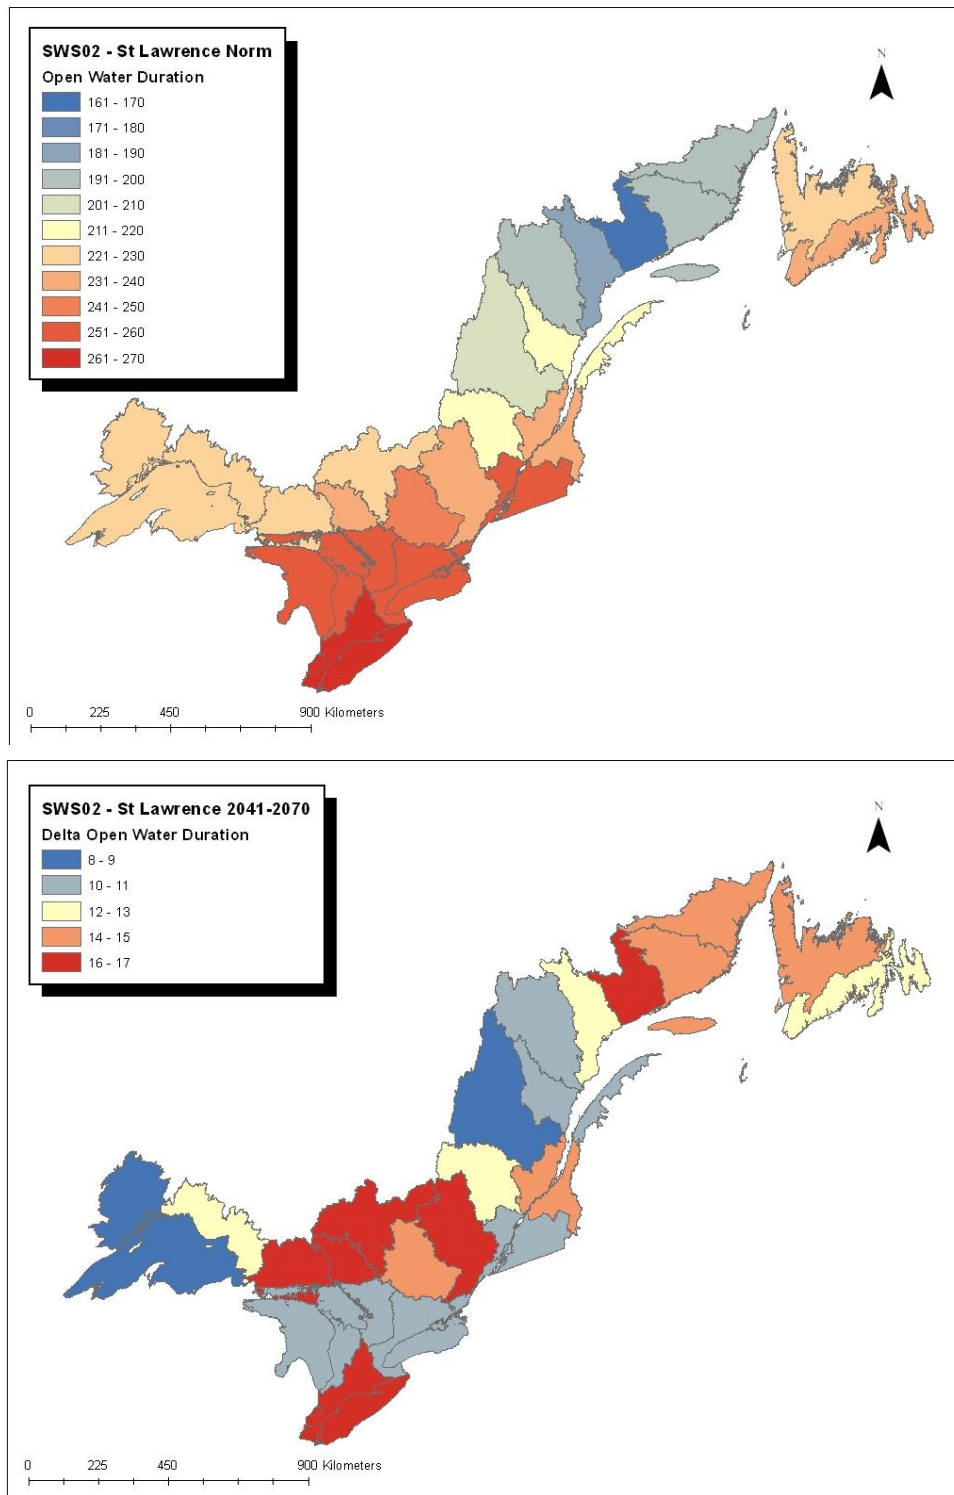 SWS02 - St Lawrence Norm
Open Water Duration
161 - 170
171 - 180
181 - 190
191 - 200
201 - 210
211 - 220
221 - 230
231 - 240
241 - 250
251 - 260
261 - 270
N
0 225 450 900 Kilometers
SWS02 - St Lawrence 2041-2070
Delta Open Water Duration
8 - 9
10 - 11
12 - 13
14 - 15
16 - 17
N
0 225 450 900 Kilometers